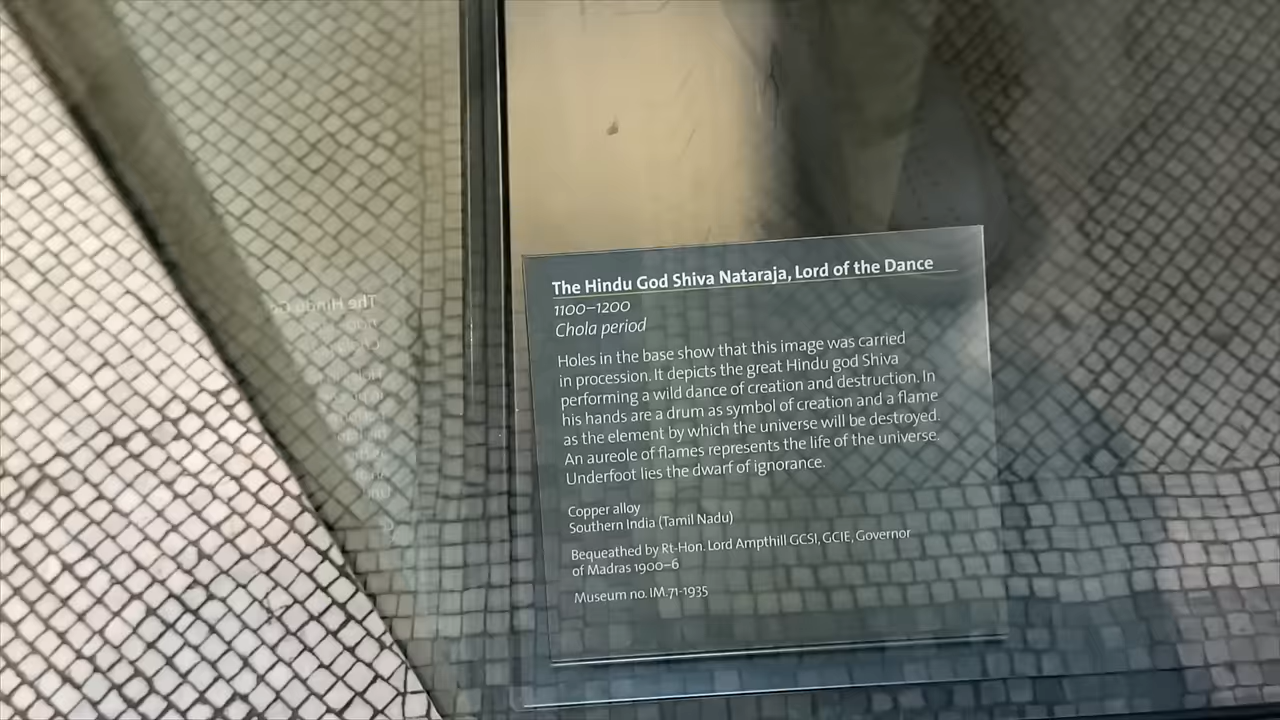 The Hindu God Shiva Nataraja, Lord of the Dance
1100–1200
Chola period
Holes in the base show that this image was carried
in procession. It depicts the great Hindu god Shiva
performing a wild dance of creation and destruction. In
his hands are a drum as symbol of creation and a flame
as the element by which the universe will be destroyed.
An aureole of flames represents the life of the universe.
Underfoot lies the dwarf of ignorance.
Copper alloy
Southern India (Tamil Nadu)
Bequeathed by Rt-Hon. Lord Ampthill GCSI, GCIE, Governor
of Madras 1900–6
Museum no. IM.71-1935